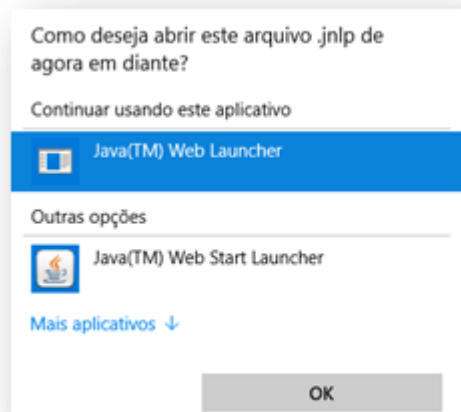 Como deseja abrir este arquivo .jnlp de
agora em diante?
Continuar usando este aplicativo
Java(TM) Web Launcher
Outras opções
Java(TM) Web Start Launcher
Mais aplicativos ↓
OK